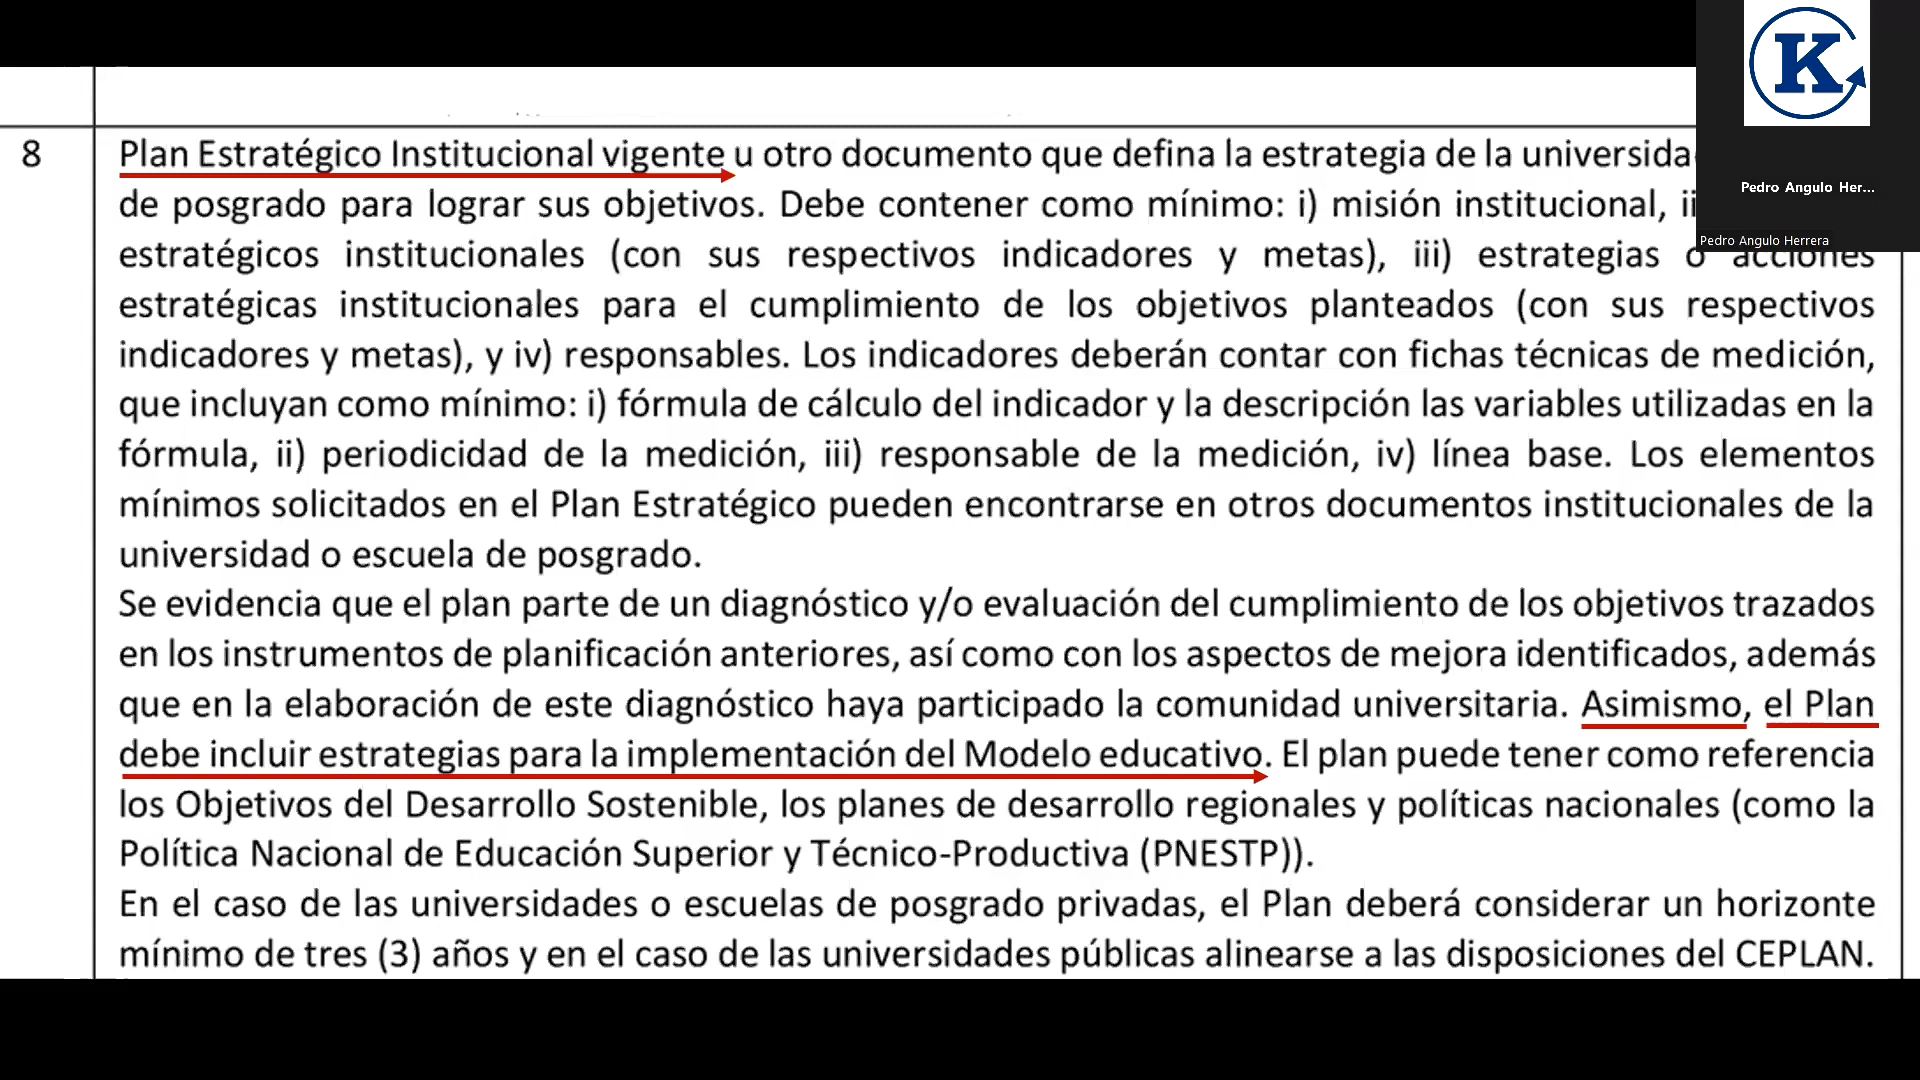 K
Pedro Angulo Her...
Pedro Angulo Herrera
8
Plan Estratégico Institucional vigente u otro documento que defina la estrategia de la
de posgrado para lograr sus objetivos. Debe contener como mínimo: i) misión institucional,
estratégicos institucionales (con sus respectivos indicadores y metas), iii) estrategias o acciones
estratégicas institucionales para el cumplimiento de los objetivos planteados (con sus respectivos
indicadores y metas), y iv) responsables. Los indicadores deberán contar con fichas técnicas de medición,
que incluyan como mínimo: i) fórmula de cálculo del indicador y la descripción las variables utilizadas en la
fórmula, ii) periodicidad de la medición, iii) responsable de la medición, iv) línea base. Los elementos
mínimos solicitados en el Plan Estratégico pueden encontrarse en otros documentos institucionales de la
universidad o escuela de posgrado.
Se evidencia que el plan parte de un diagnóstico y/o evaluación del cumplimiento de los objetivos trazados
en los instrumentos de planificación anteriores, así como con los aspectos de mejora identificados, además
que en la elaboración de este diagnóstico haya participado la comunidad universitaria. Asimismo, el Plan
debe incluir estrategias para la implementación del Modelo educativo. El plan puede tener como referencia
los Objetivos del Desarrollo Sostenible, los planes de desarrollo regionales y políticas nacionales (como la
Política Nacional de Educación Superior y Técnico-Productiva (PNESTP)).
En el caso de las universidades o escuelas de posgrado privadas, el Plan deberá considerar un horizonte
mínimo de tres (3) años y en el caso de las universidades públicas alinearse a las disposiciones del CEPLAN.